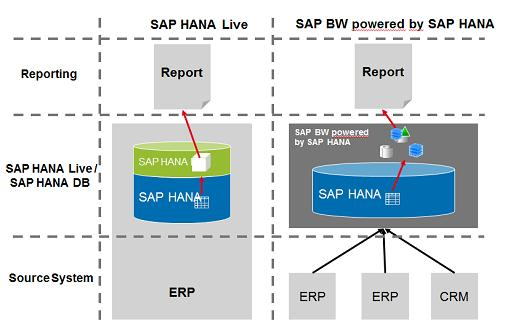 SAP HANA Live
SAP BW powered by SAP HANA
Reporting
Report
Report
SAP HANA Live/
SAP HANA DB
SAP HANA
SAP HANA
SAP BW powered
by SAP HANA
SAP HANA
Source System
ERP
ERP
ERP
CRM